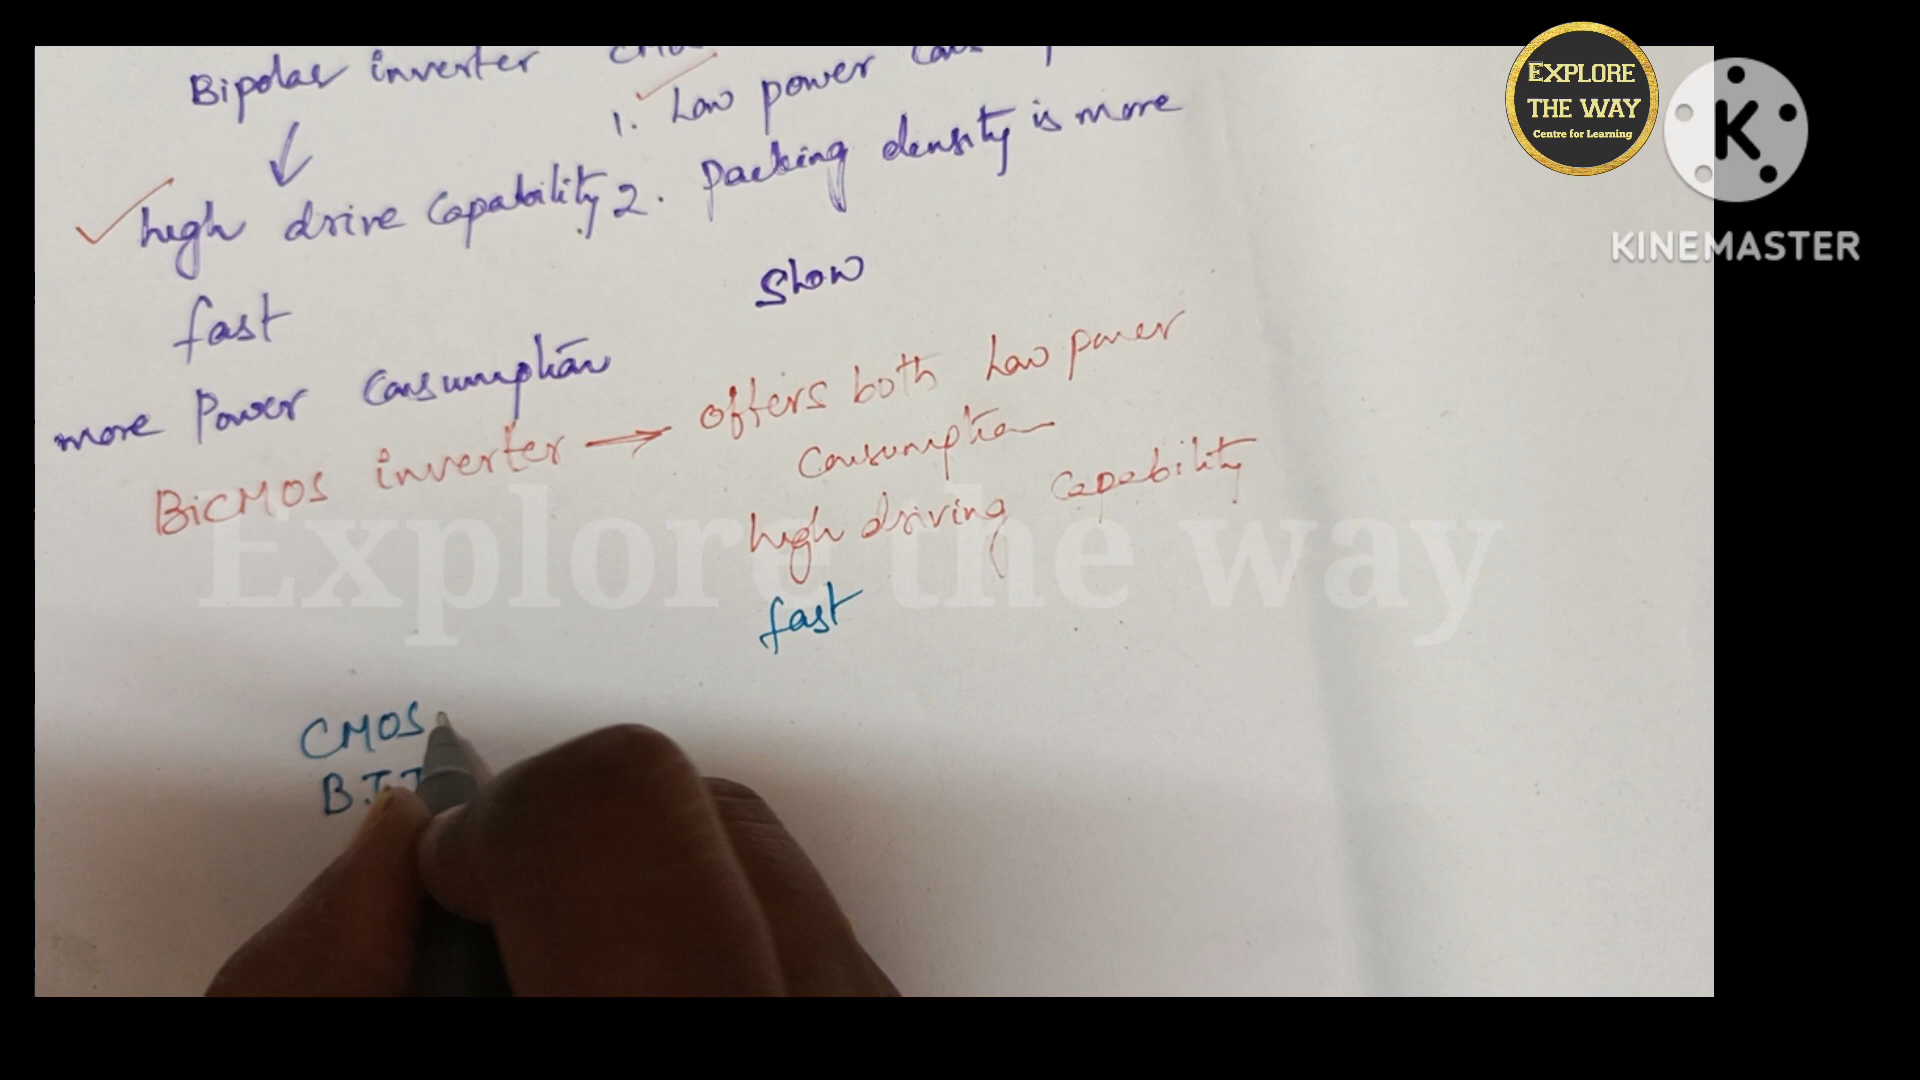 Bipolar inverter CMOS
1. Low power
high drive capability 2. Packing density is more
fast
Slow
more Power Consumption
BiCMOS inverter → offers both Low power
Consumption
high driving capability
fast
CMOS
BJT
EXPLORE
THE WAY
Centre for Learning
K
KINEMASTER
Explore the way